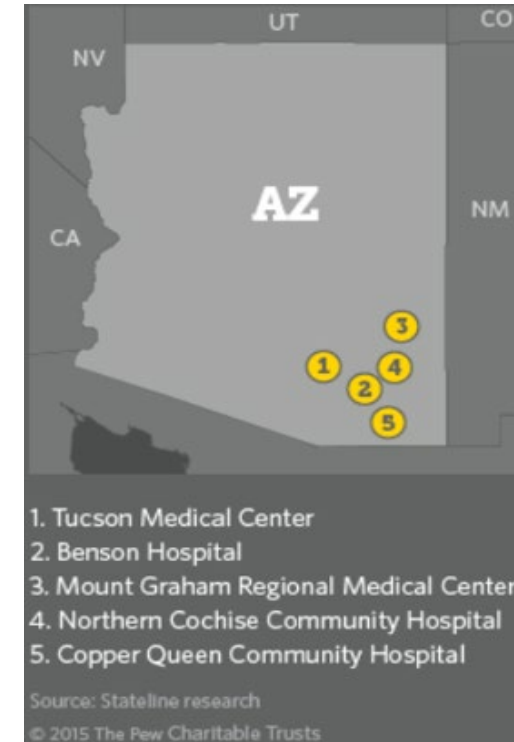 UT
CO
NV
AZ
CA
NM
3
1
4
2
5
1. Tucson Medical Center
2. Benson Hospital
3. Mount Graham Regional Medical Center
4. Northern Cochise Community Hospital
5. Copper Queen Community Hospital
Source: Stateline research
© 2015 The Pew Charitable Trusts